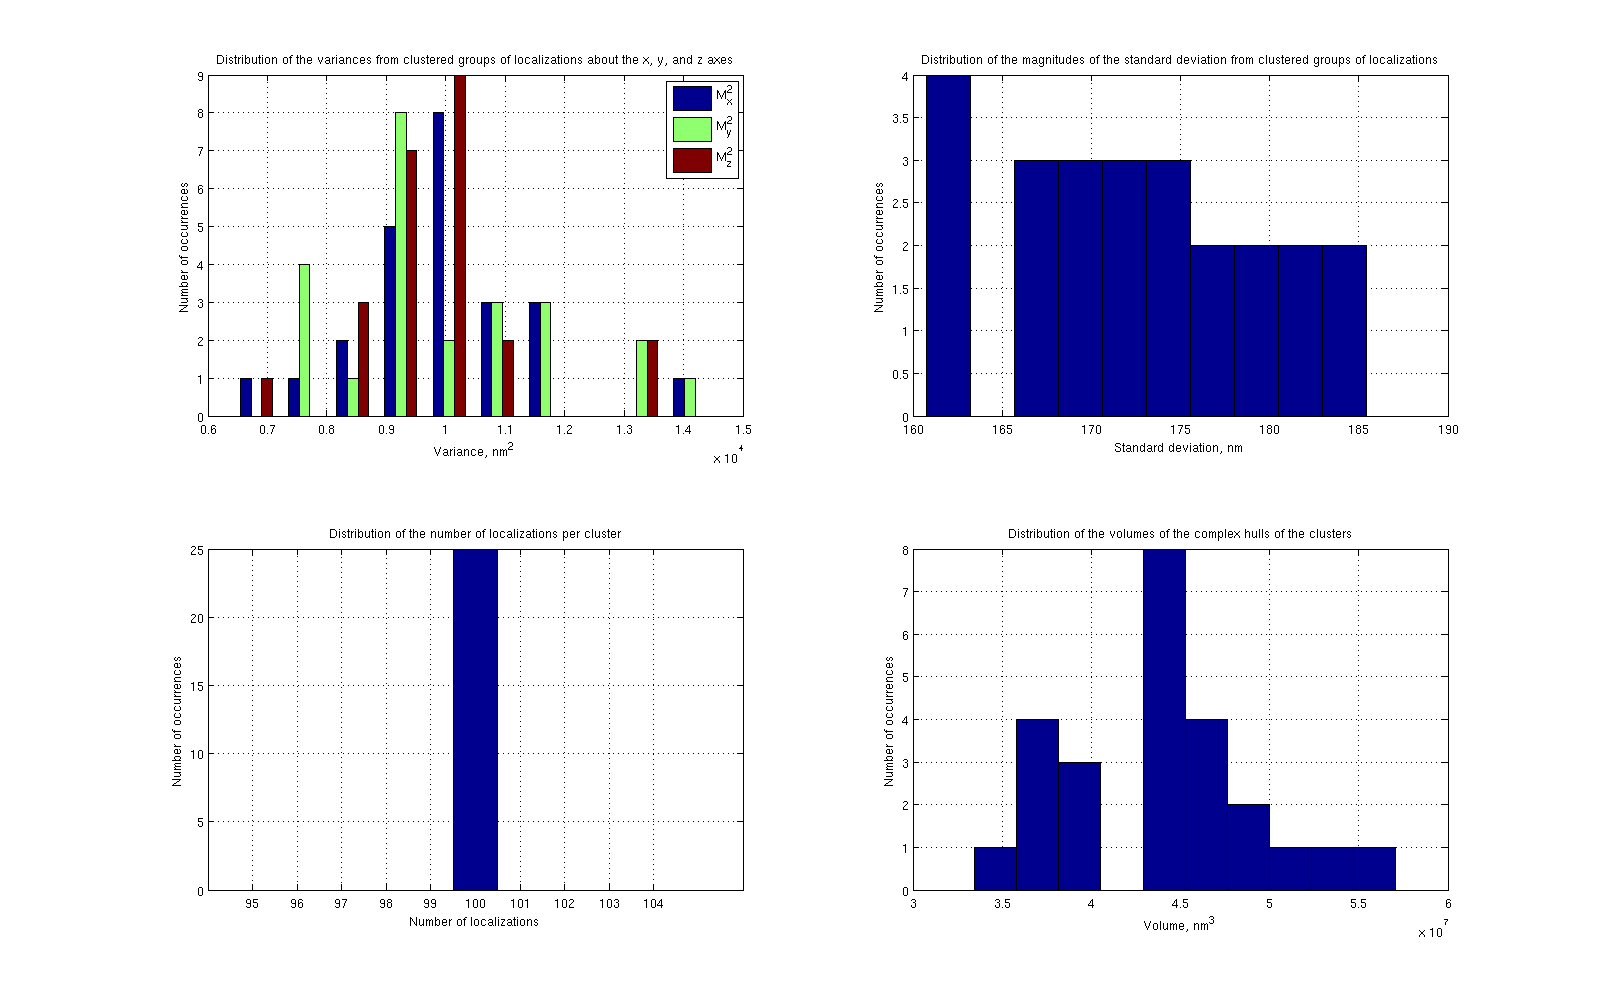 Distribution of the variances from clustered groups of localizations about the x, y, and z axes
9
8
7
6
5
4
3
2
1
0
Number of occurrences
M²x
M²y
M²z
0.6 0.7 0.8 0.9 1 1.1 1.2 1.3 1.4 1.5
Variance, nm²
x 10⁴
Distribution of the magnitudes of the standard deviation from clustered groups of localizations
4
3.5
3
2.5
2
1.5
1
0.5
0
Number of occurrences
160 165 170 175 180 185 190
Standard deviation, nm
Distribution of the number of localizations per cluster
25
20
15
10
5
0
Number of occurrences
95 96 97 98 99 100 101 102 103 104
Number of localizations
Distribution of the volumes of the complex hulls of the clusters
8
7
6
5
4
3
2
1
0
Number of occurrences
3 3.5 4 4.5 5 5.5 6
Volume, nm³
x 10⁷